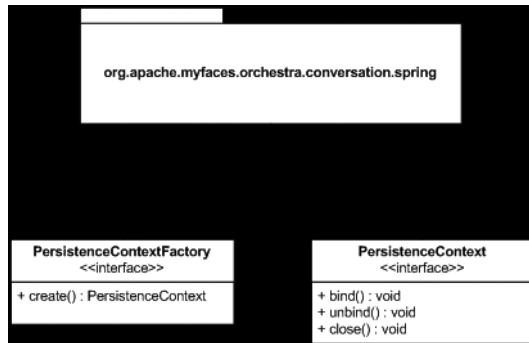 org.apache.myfaces.orchestra.conversation.spring
PersistenceContextFactory
<<interface>>
+ create() : PersistenceContext
PersistenceContext
<<interface>>
+ bind() : void
+ unbind() : void
+ close() : void